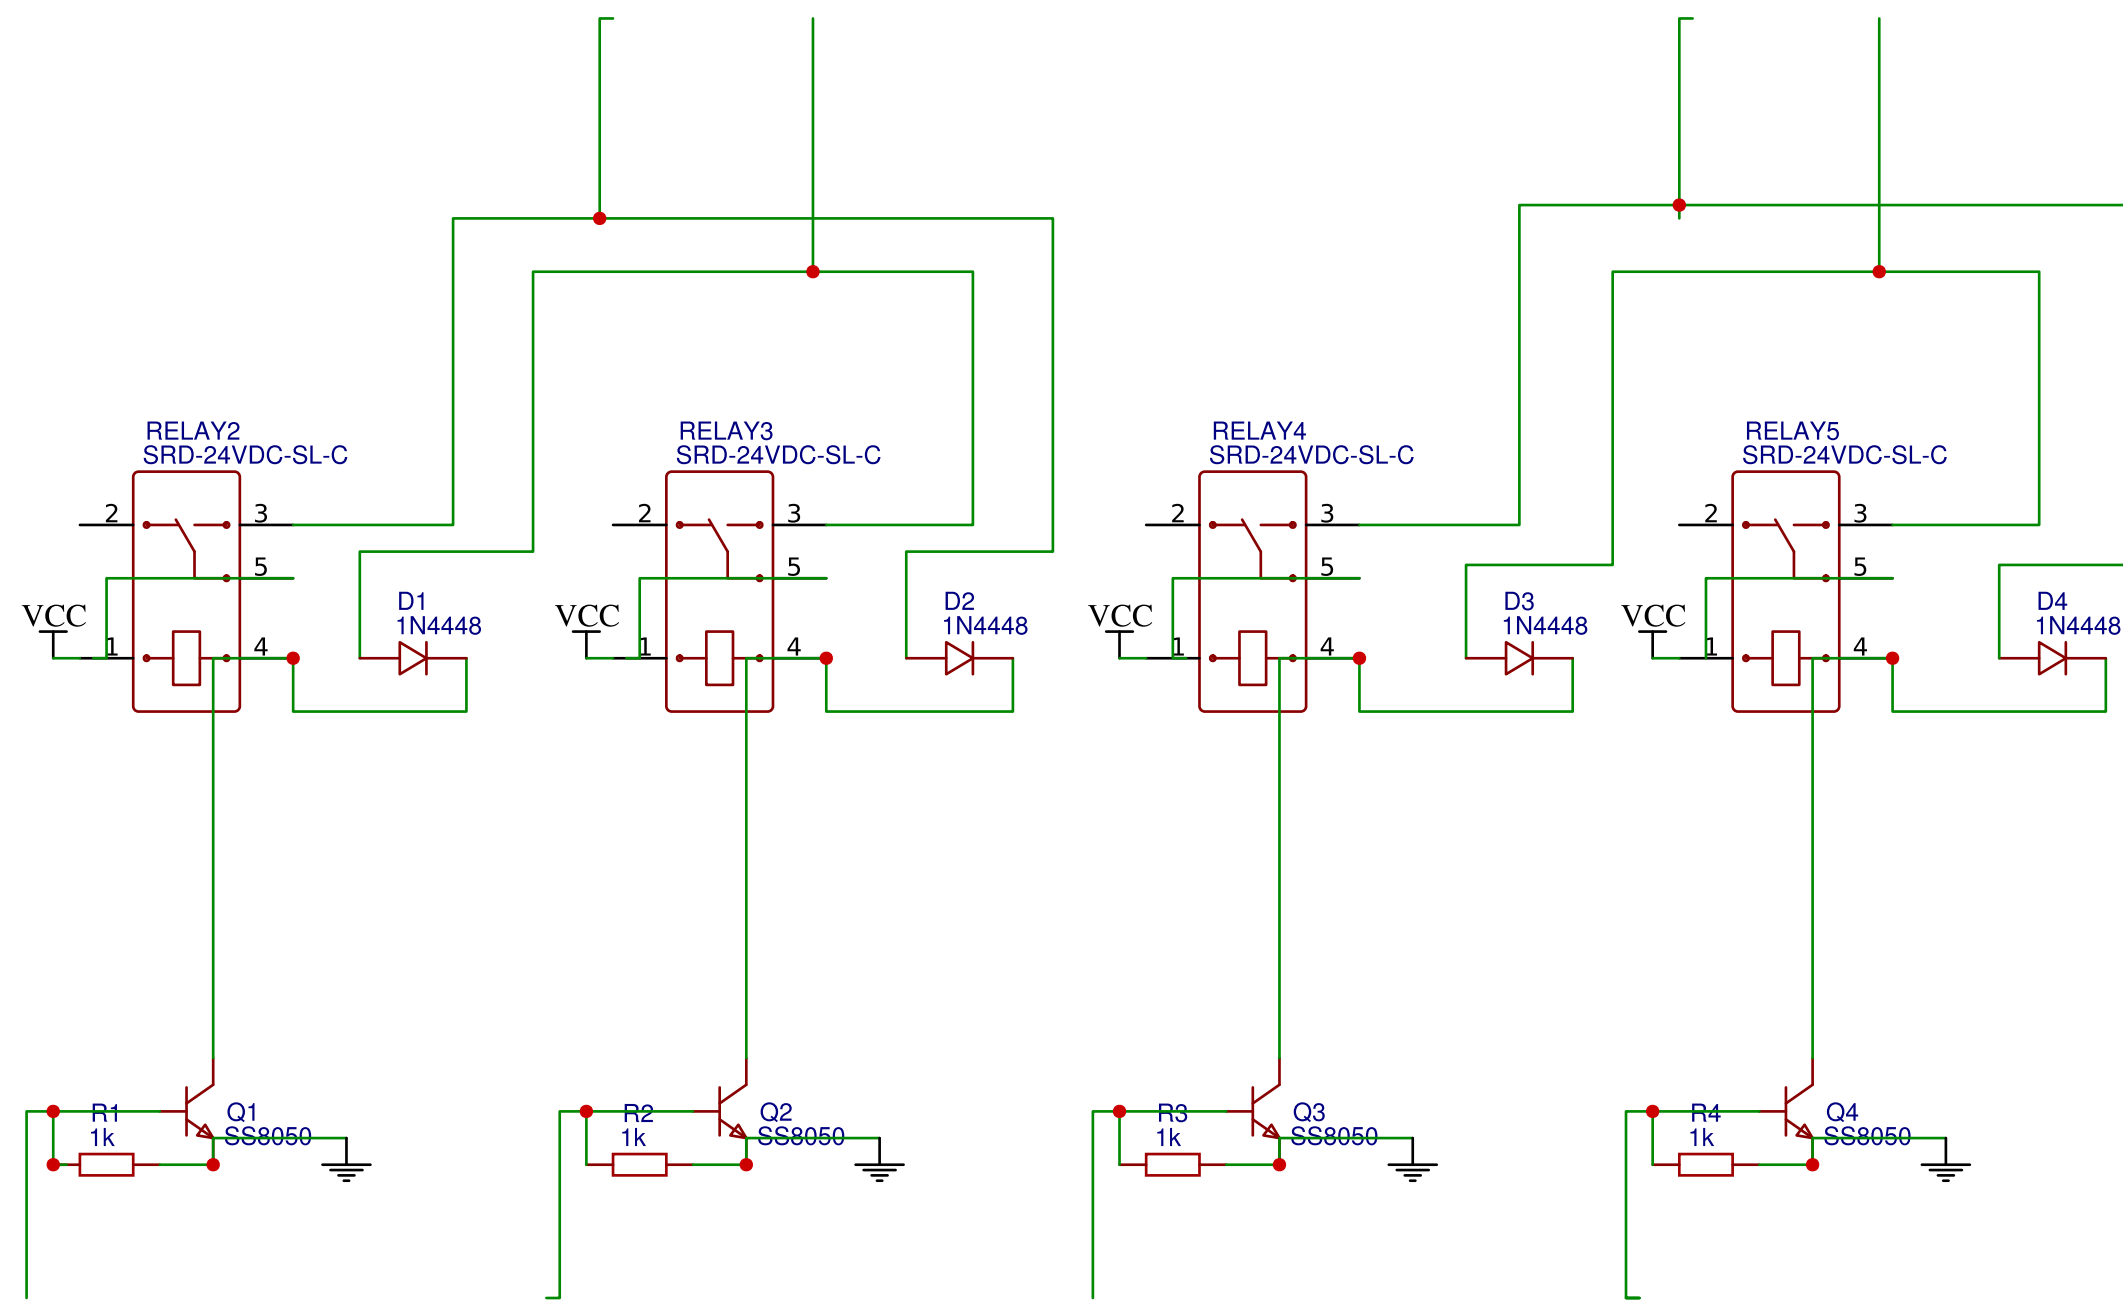 RELAY2
SRD-24VDC-SL-C
2
3
5
VCC
1
4
D1
1N4448
RELAY3
SRD-24VDC-SL-C
2
3
5
VCC
1
4
D2
1N4448
RELAY4
SRD-24VDC-SL-C
2
3
5
VCC
1
4
D3
1N4448
RELAY5
SRD-24VDC-SL-C
2
3
5
VCC
1
4
D4
1N4448
R1
1k
Q1
SS8050
R2
1k
Q2
SS8050
R3
1k
Q3
SS8050
R4
1k
Q4
SS8050